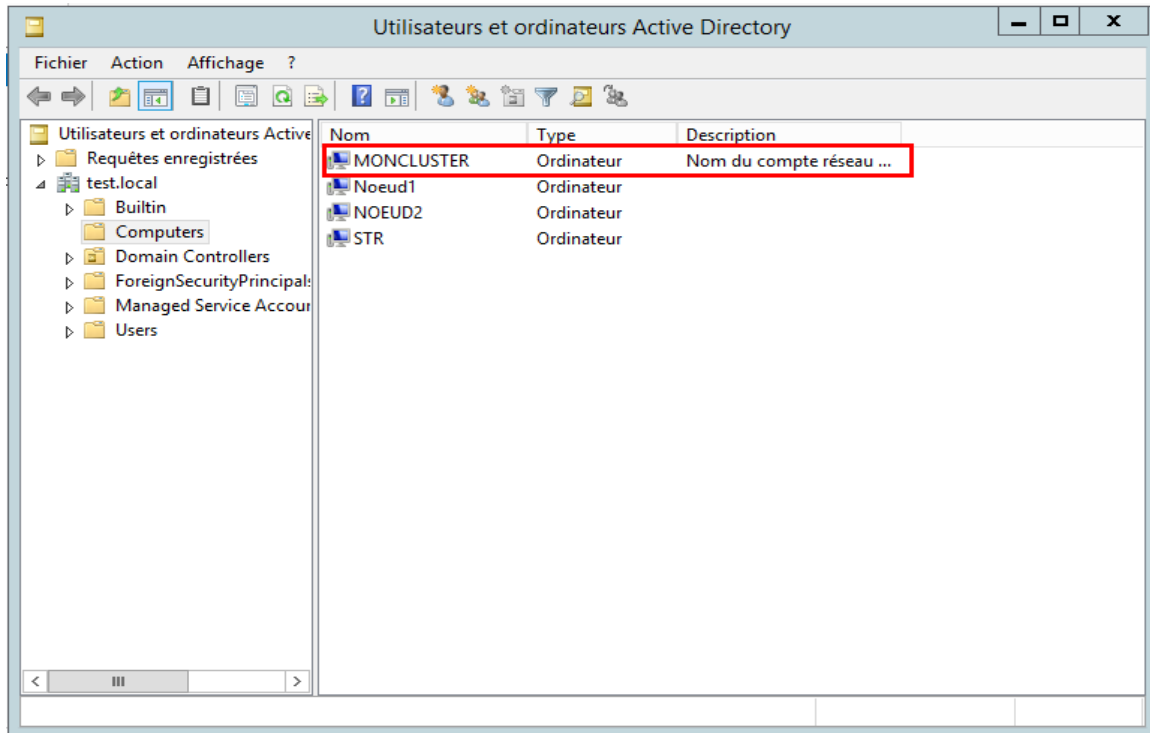 Utilisateurs et ordinateurs Active Directory
Fichier Action Affichage ?
Utilisateurs et ordinateurs Active
Requêtes enregistrées
test.local
Builtin
Computers
Domain Controllers
ForeignSecurityPrincipals
Managed Service Accour
Users
Nom Type Description
MONCLUSTER Ordinateur Nom du compte réseau ...
Noeud1 Ordinateur
NOEUD2 Ordinateur
STR Ordinateur